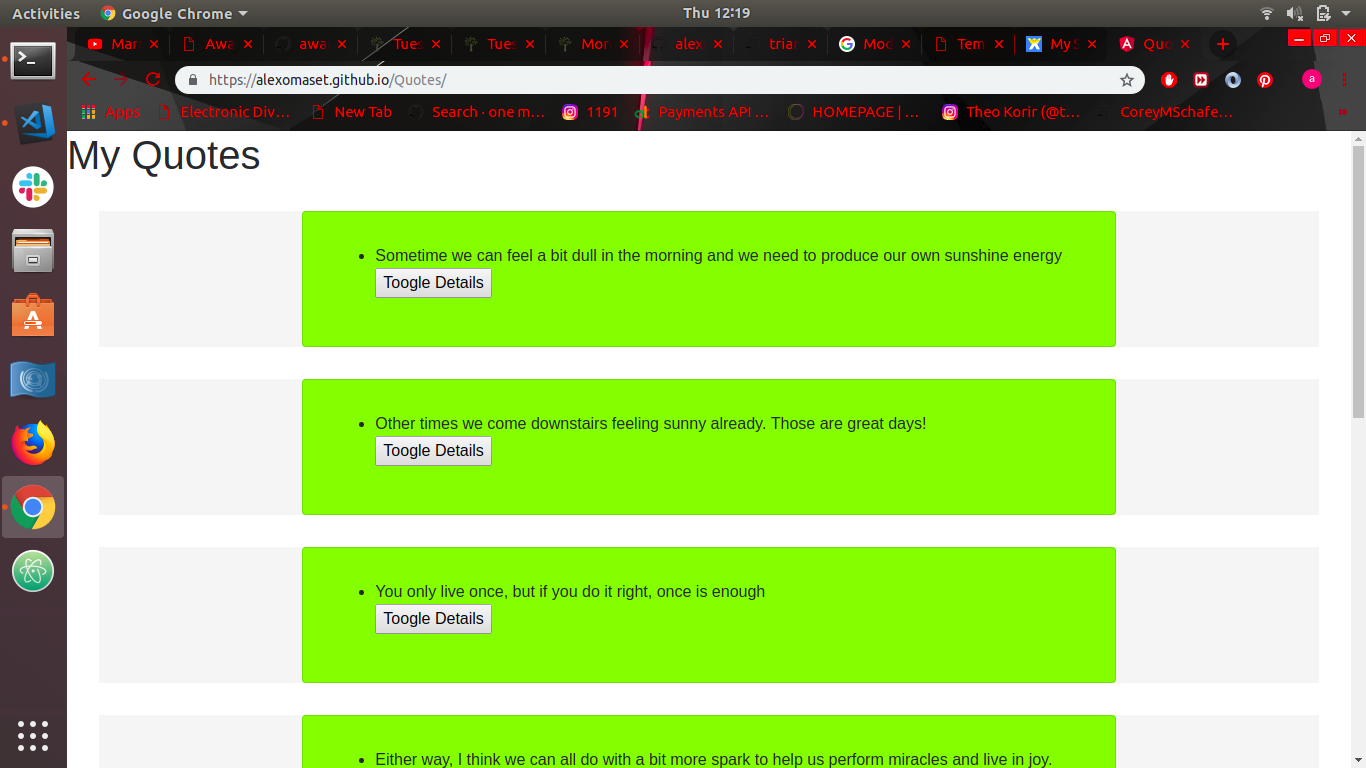 Activities Google Chrome Thu 12:19
Mar Awa awa Tues Tues Mon alex trian Moc Tem My S Quo
https://alexomaset.github.io/Quotes/ a
Apps Electronic Div… New Tab Search · one m… 1191 Payments API … HOMEPAGE | … Theo Korir (@t… CoreyMSchafe… »
My Quotes
• Sometime we can feel a bit dull in the morning and we need to produce our own sunshine energy
Toogle Details
• Other times we come downstairs feeling sunny already. Those are great days!
Toogle Details
• You only live once, but if you do it right, once is enough
Toogle Details
• Either way, I think we can all do with a bit more spark to help us perform miracles and live in joy.